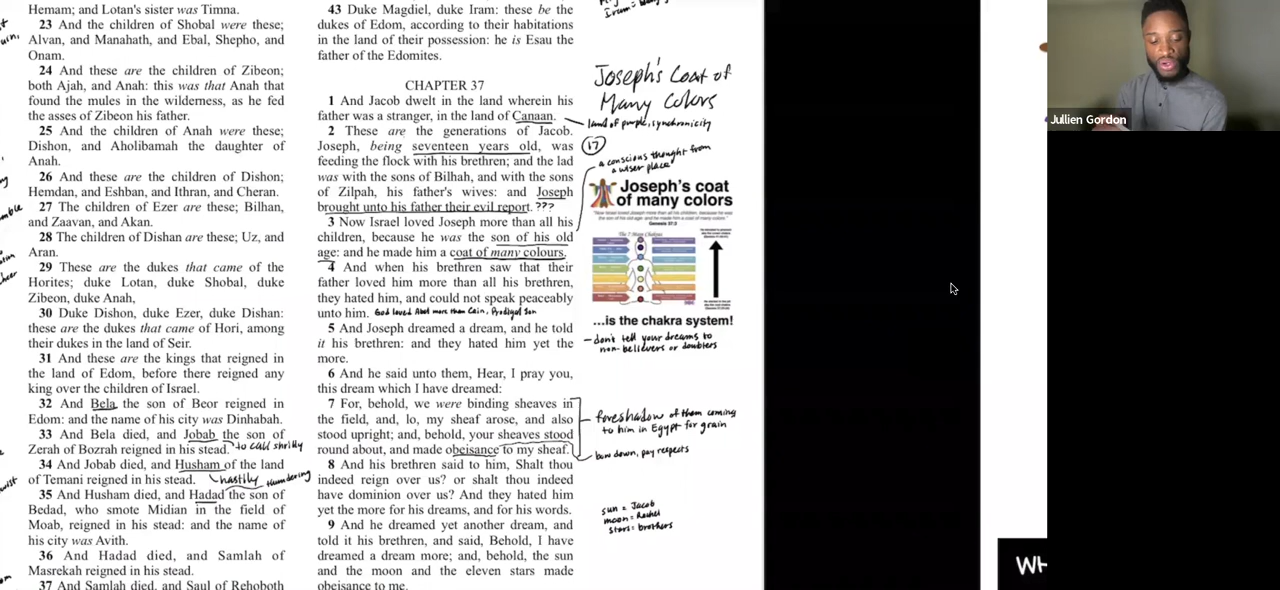 Hemam; and Lotan's sister was Timna.
23 And the children of Shobal were these;
Alvan, and Manahath, and Ebal, Shepho, and
Onam.
24 And these are the children of Zibeon;
both Ajah, and Anah: this was that Anah that
found the mules in the wilderness, as he fed
the asses of Zibeon his father.
25 And the children of Anah were these;
Dishon, and Aholibamah the daughter of
Anah.
26 And these are the children of Dishon;
Hemdan, and Eshban, and Ithran, and Cheran.
27 The children of Ezer are these; Bilhan,
and Zaavan, and Akan.
28 The children of Dishan are these; Uz, and
Aran.
29 These are the dukes that came of the
Horites; duke Lotan, duke Shobal, duke
Zibeon, duke Anah,
30 Duke Dishon, duke Ezer, duke Dishan:
these are the dukes that came of Hori, among
their dukes in the land of Seir.
31 And these are the kings that reigned in
the land of Edom, before there reigned any
king over the children of Israel.
32 And Bela the son of Beor reigned in
Edom: and the name of his city was Dinhabah.
33 And Bela died, and Jobab the son of
Zerah of Bozrah reigned in his stead. to call shrilly
34 And Jobab died, and Husham of the land
of Temani reigned in his stead. hastily thundering
35 And Husham died, and Hadad the son of
Bedad, who smote Midian in the field of
Moab, reigned in his stead: and the name of
his city was Avith.
36 And Hadad died, and Samlah of
Masrekah reigned in his stead.
37 And Samlah died, and Saul of Rehoboth
43 Duke Magdiel, duke Iram: these be the
dukes of Edom, according to their habitations
in the land of their possession: he is Esau the
father of the Edomites.
CHAPTER 37
1 And Jacob dwelt in the land wherein his
father was a stranger, in the land of Canaan.
2 These are the generations of Jacob.
Joseph, being seventeen years old, was
feeding the flock with his brethren; and the lad
was with the sons of Bilhah, and with the sons
of Zilpah, his father's wives: and Joseph
brought unto his father their evil report. ???
3 Now Israel loved Joseph more than all his
children, because he was the son of his old
age: and he made him a coat of many colours.
4 And when his brethren saw that their
father loved him more than all his brethren,
they hated him, and could not speak peaceably
unto him. God loved Abel more than Cain, Prodigal Son
5 And Joseph dreamed a dream, and he told
it his brethren: and they hated him yet the
more.
6 And he said unto them, Hear, I pray you,
this dream which I have dreamed:
7 For, behold, we were binding sheaves in
the field, and, lo, my sheaf arose, and also
stood upright; and, behold, your sheaves stood
round about, and made obeisance to my sheaf.
8 And his brethren said to him, Shalt thou
indeed reign over us? or shalt thou indeed
have dominion over us? And they hated him
yet the more for his dreams, and for his words.
9 And he dreamed yet another dream, and
told it his brethren, and said, Behold, I have
dreamed a dream more; and, behold, the sun
and the moon and the eleven stars made
obeisance to me.
Joseph's Coat of
Many Colors
land of purple, synchronicity
17
a conscious thought from
a wiser place
Joseph's coat
of many colors
The 7 Main Chakras
...is the chakra system!
- don't tell your dreams to
non-believers or doubters
foreshadow of them coming
to him in Egypt for grain
bow down, pay respects
sun = Jacob
moon = Rachel
stars = brothers
Jullien Gordon